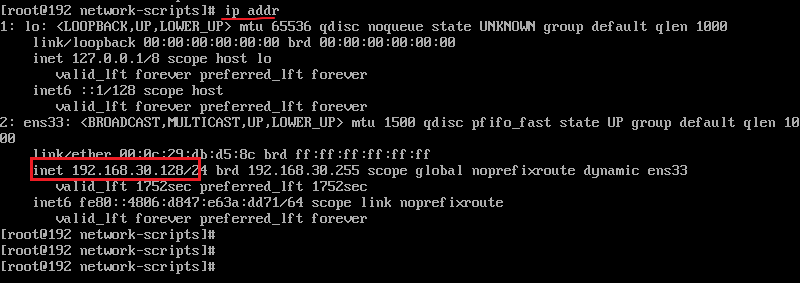 [root@192 network-scripts]# ip addr
1: lo: <LOOPBACK,UP,LOWER_UP> mtu 65536 qdisc noqueue state UNKNOWN group default qlen 1000
link/loopback 00:00:00:00:00:00 brd 00:00:00:00:00:00
inet 127.0.0.1/8 scope host lo
valid_lft forever preferred_lft forever
inet6 ::1/128 scope host
valid_lft forever preferred_lft forever
2: ens33: <BROADCAST,MULTICAST,UP,LOWER_UP> mtu 1500 qdisc pfifo_fast state UP group default qlen 10
00
link/ether 00:0c:29:db:d5:8c brd ff:ff:ff:ff:ff:ff
inet 192.168.30.128/24 brd 192.168.30.255 scope global noprefixroute dynamic ens33
valid_lft 1752sec preferred_lft 1752sec
inet6 fe80::4806:d847:e63a:dd71/64 scope link noprefixroute
valid_lft forever preferred_lft forever
[root@192 network-scripts]#
[root@192 network-scripts]#
[root@192 network-scripts]#